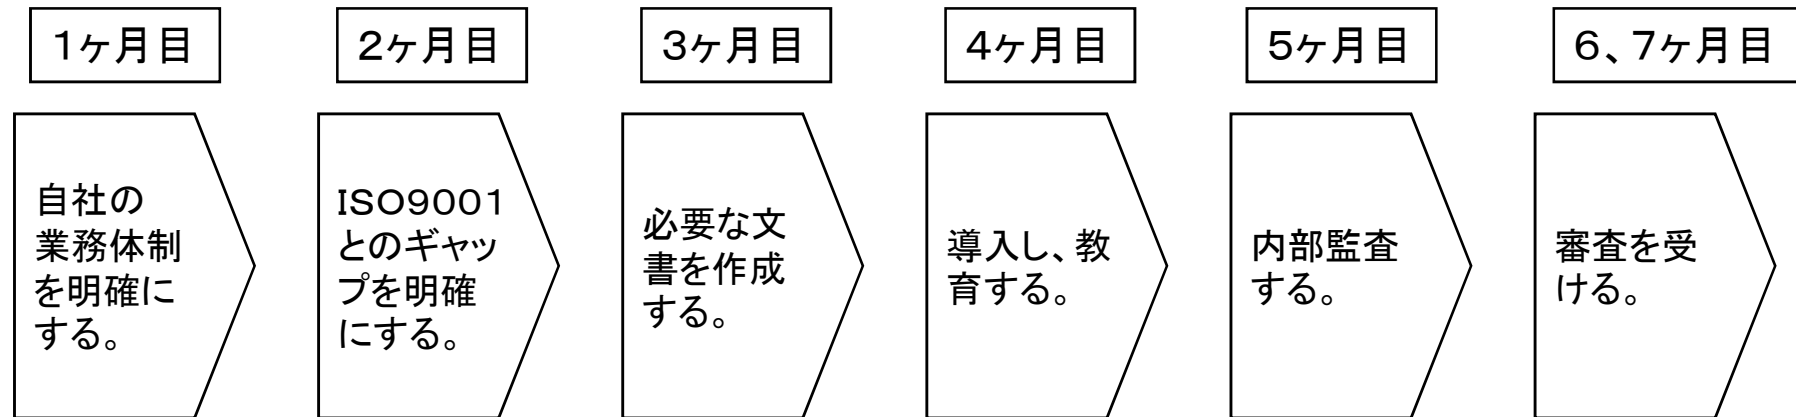 1ヶ月目
2ヶ月目
3ヶ月目
4ヶ月目
5ヶ月目
6、7ヶ月目
自社の
業務体制
を明確に
する。
ISO9001
とのギャッ
プを明確
にする。
必要な文
書を作成
する。
導入し、教
育する。
内部監査
する。
審査を受
ける。